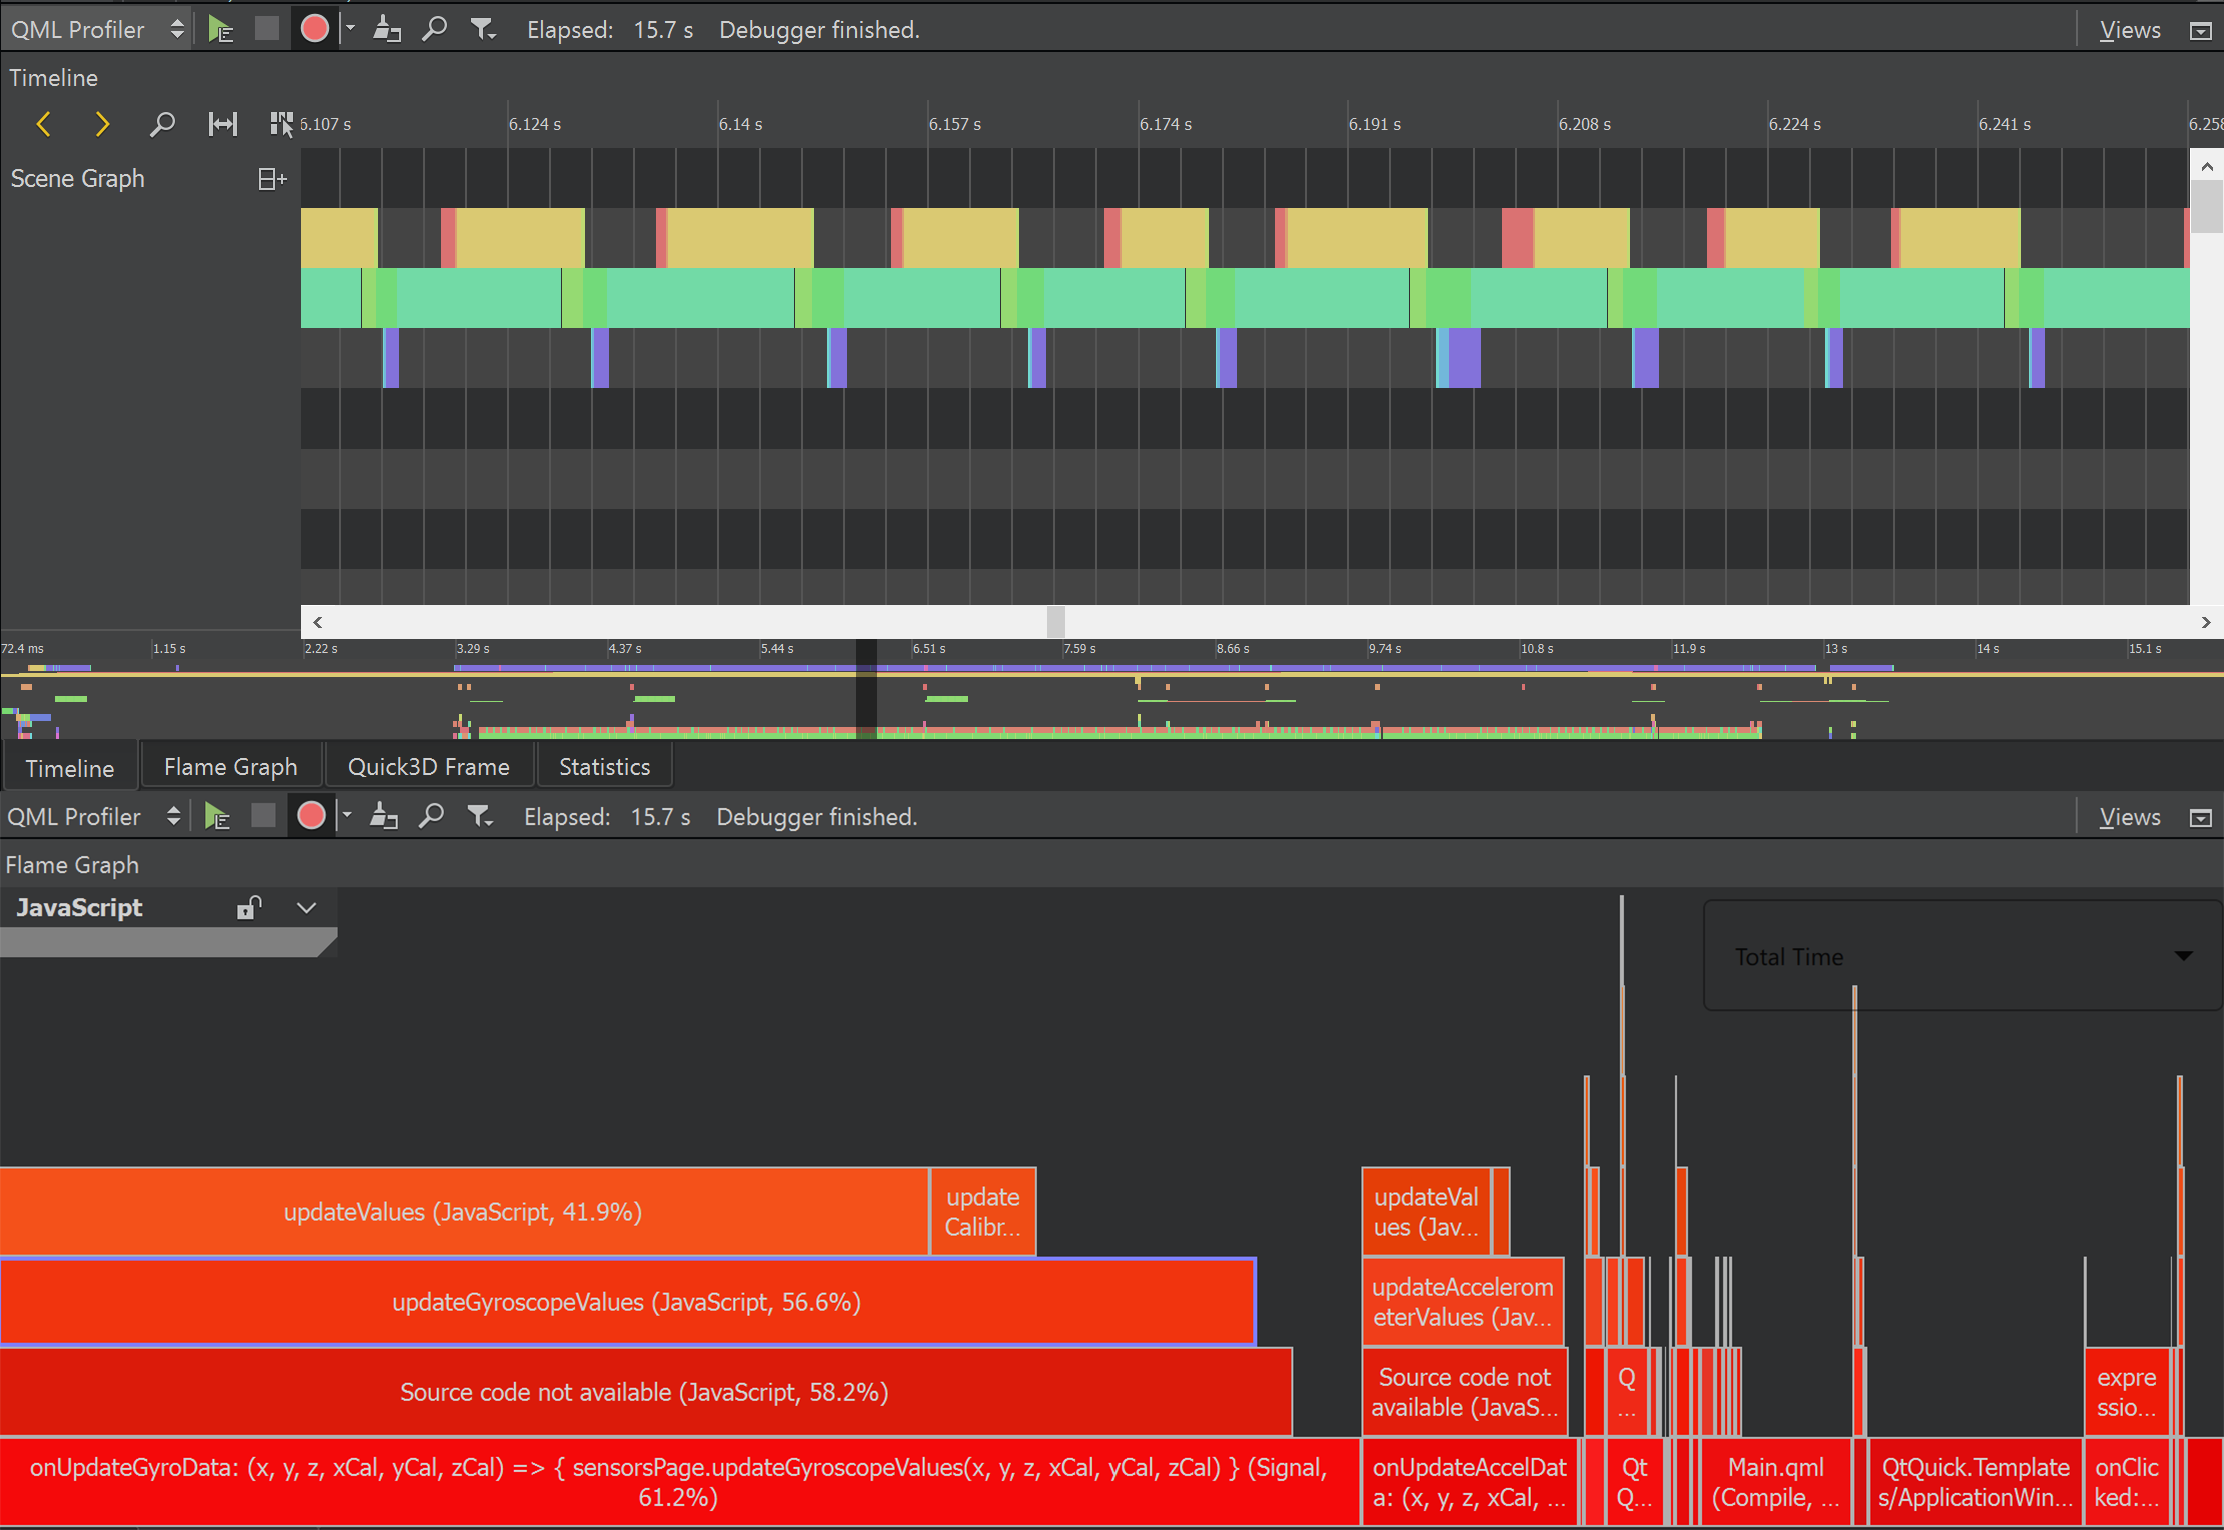 QML Profiler
Elapsed: 15.7 s Debugger finished.
Views
Timeline
6.107 s 6.124 s 6.14 s 6.157 s 6.174 s 6.191 s 6.208 s 6.224 s 6.241 s 6.258
Scene Graph
72.4 ms 1.15 s 2.22 s 3.29 s 4.37 s 5.44 s 6.51 s 7.59 s 8.66 s 9.74 s 10.8 s 11.9 s 13 s 14 s 15.1 s
Timeline Flame Graph Quick3D Frame Statistics
QML Profiler
Elapsed: 15.7 s Debugger finished.
Views
Flame Graph
JavaScript
Total Time
updateValues (JavaScript, 41.9%)
update
Calibr...
updateVal
ues (Jav...
updateGyroscopeValues (JavaScript, 56.6%)
updateAccelerom
eterValues (Jav...
Source code not available (JavaScript, 58.2%)
Source code not
available (JavaS...
Q
...
expre
ssio...
onUpdateGyroData: (x, y, z, xCal, yCal, zCal) => { sensorsPage.updateGyroscopeValues(x, y, z, xCal, yCal, zCal) } (Signal,
61.2%)
onUpdateAccelDat
a: (x, y, z, xCal, ...
Qt
Q...
Main.qml
(Compile, ...
QtQuick.Template
s/ApplicationWin...
onClic
ked:...